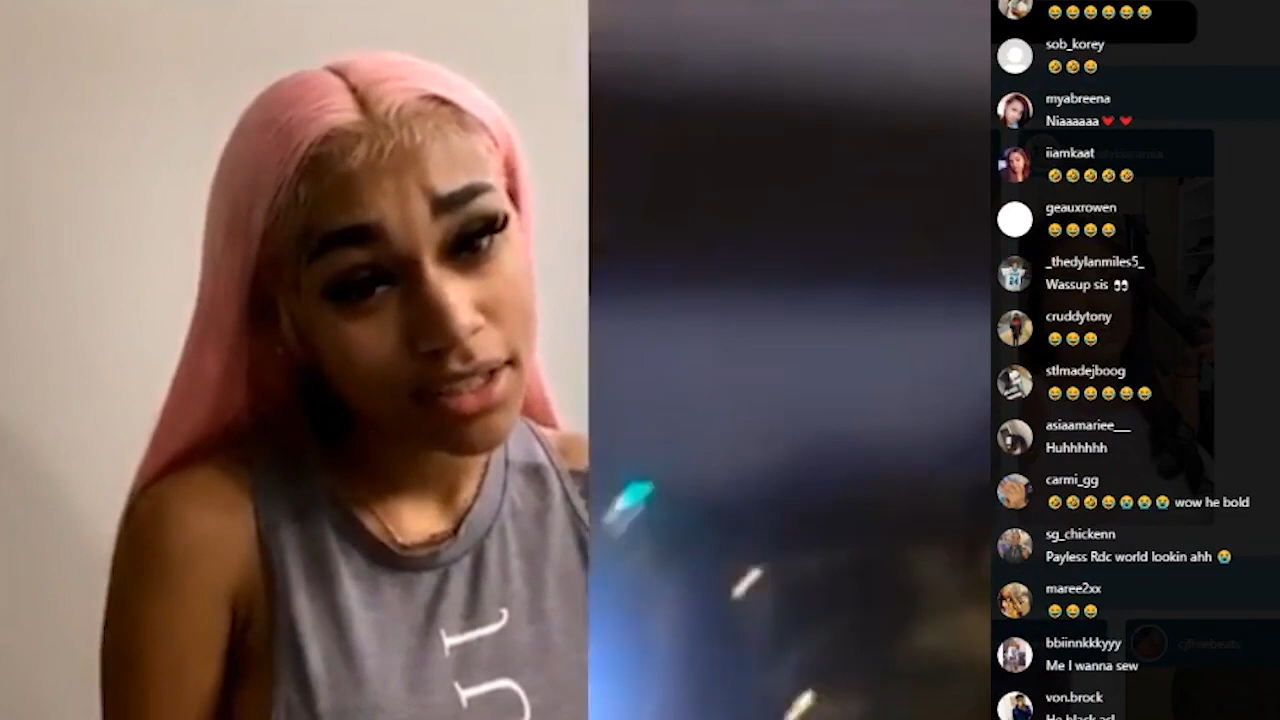 😂😂😂😂😂😂
sob_korey
🤣🤣😂
myabreena
Niaaaaaa❤️❤️
iiamkaat
🤣🤣🤣🤣🤣
geauxrowen
😂😂😂😂
_thedylanmiles5_
Wassup sis 👀
cruddytony
😂😂😂
stlmadejboog
😂😂😂😂😂😂
asiaamariee___
Huhhhhhh
carmi_gg
🤣🤣🤣😂😭😭😭 wow he bold
sg_chickenn
Payless Rdc world lookin ahh 😭
maree2xx
😂😂😂
bbiinnkkkyyy
Me I wanna sew
von.brock